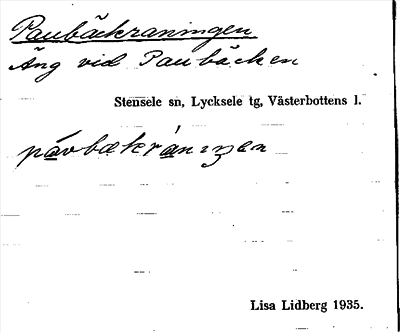 Paubäckraningen
Äng vid Paubäcken
Stensele sn, Lycksele tg, Västerbottens l.
Lisa Lidberg 1935.